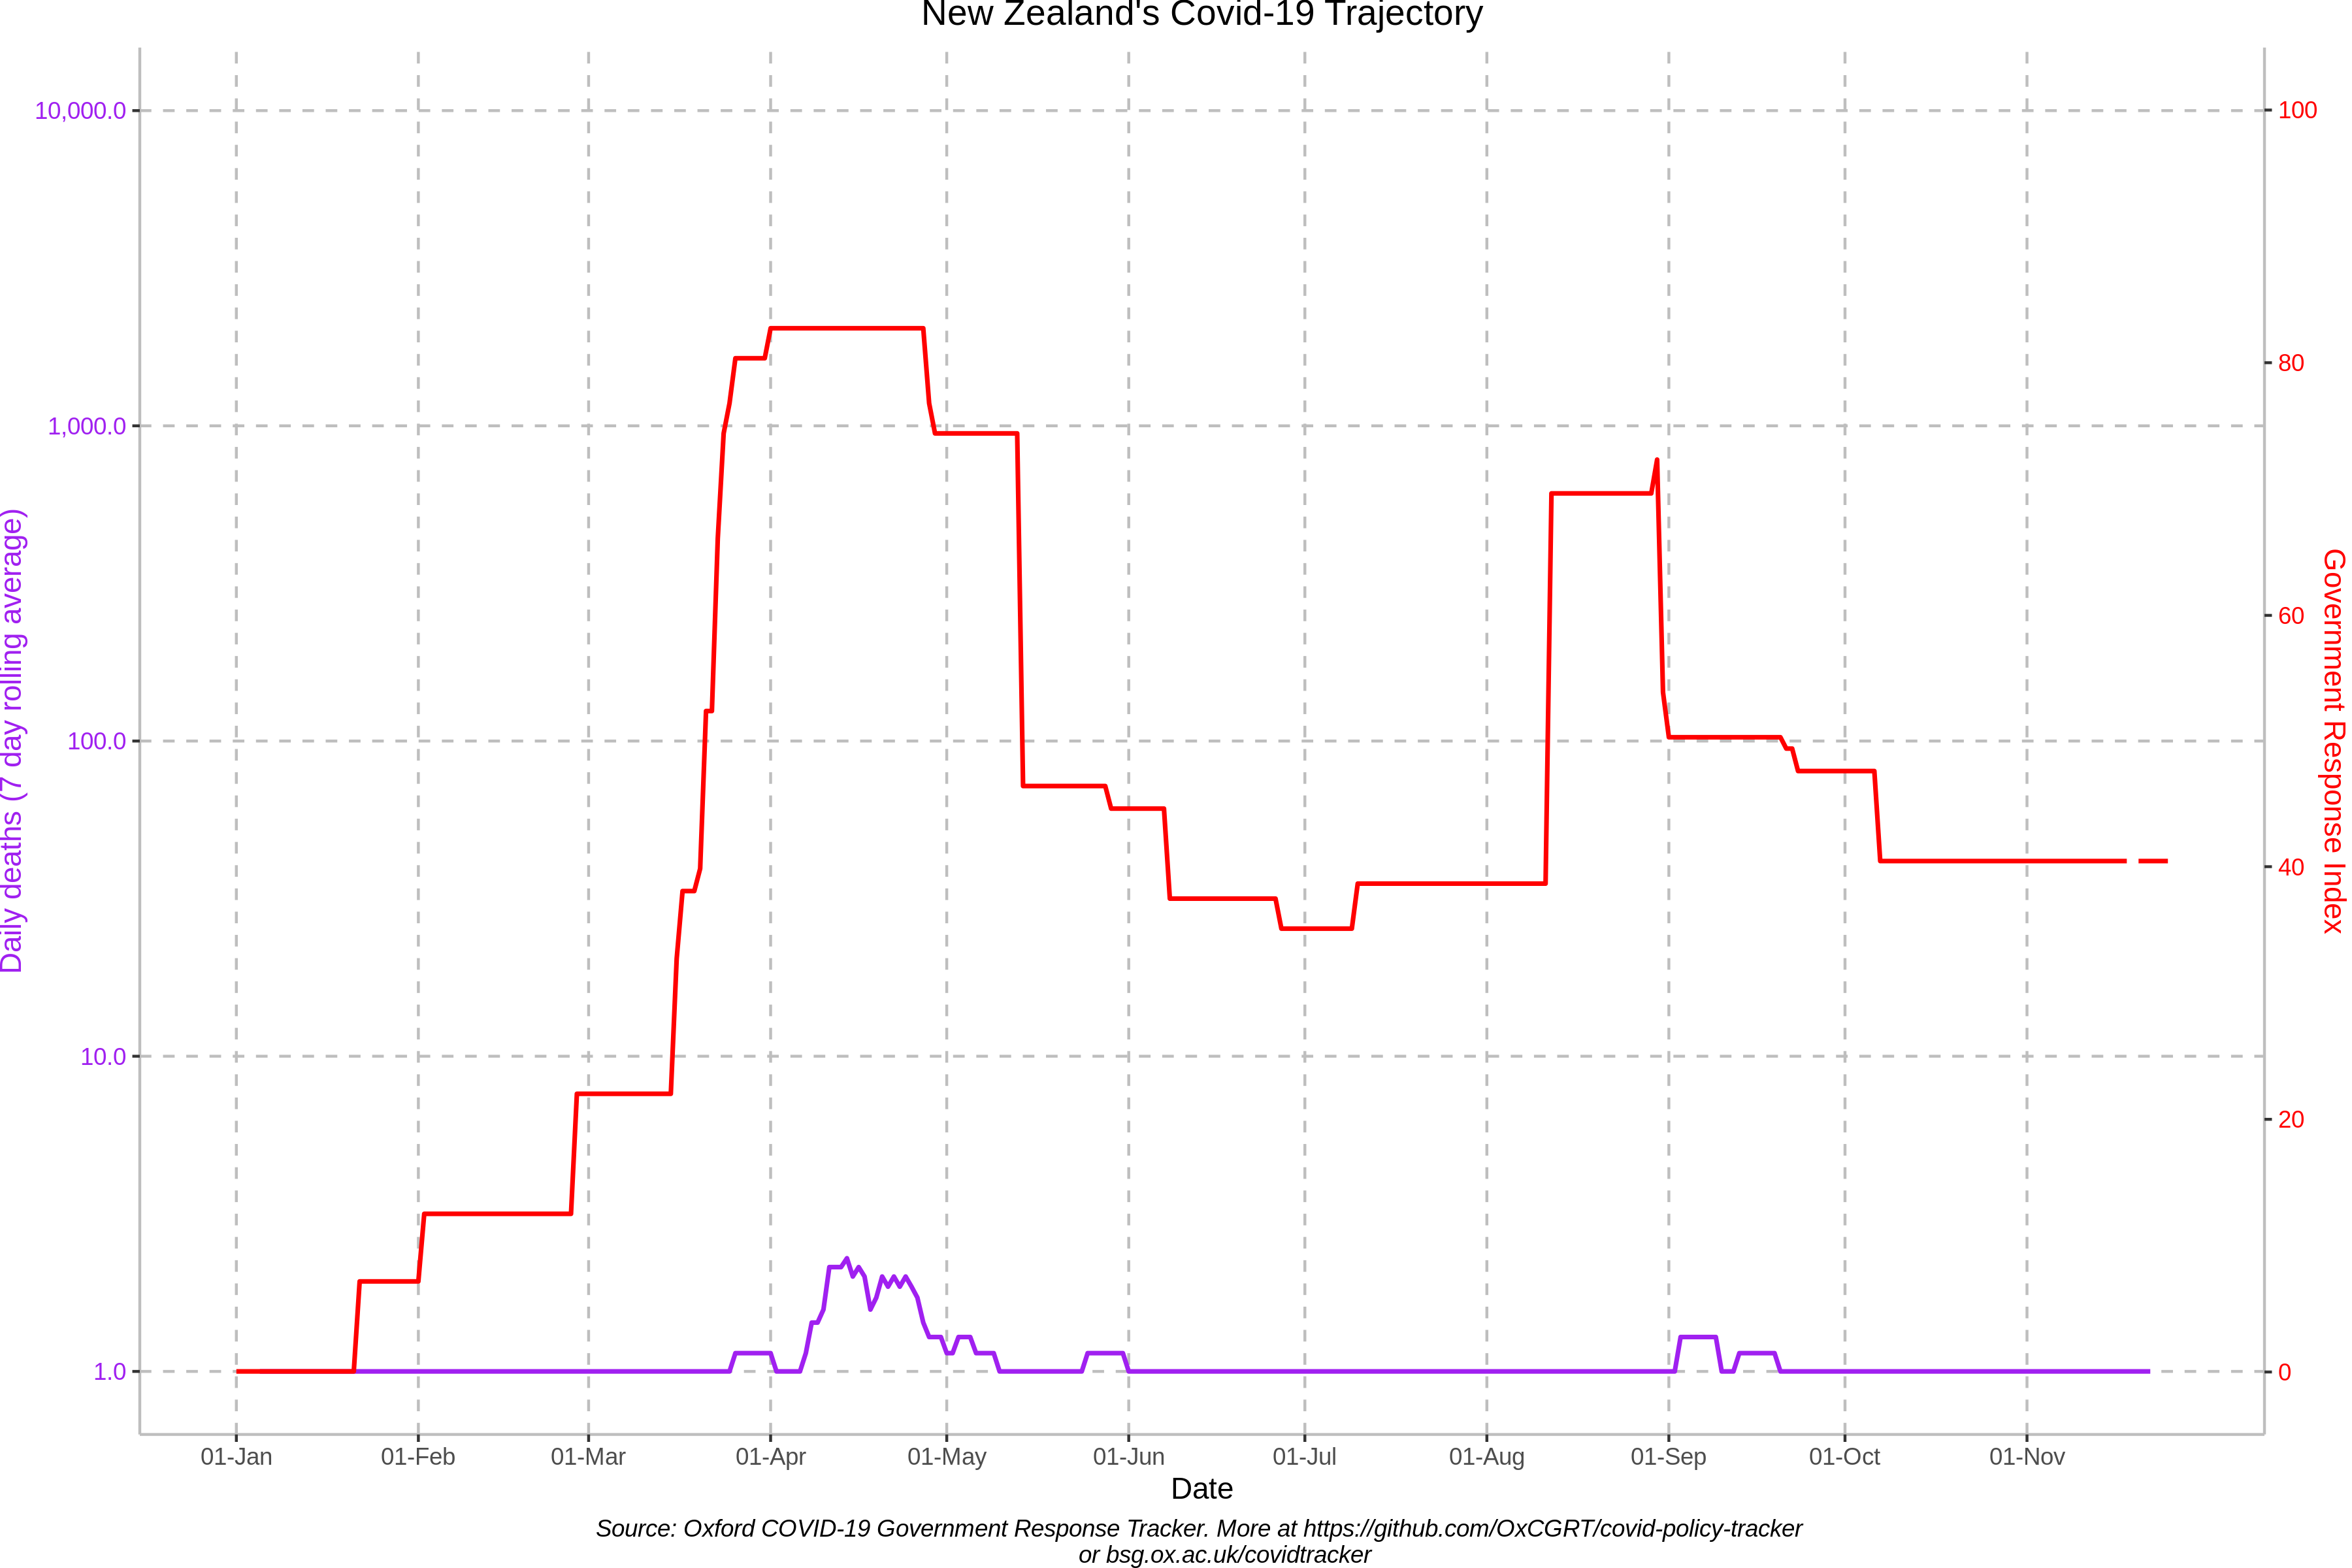 New Zealand's Covid-19 Trajectory
10,000.0
1,000.0
100.0
10.0
1.0
Daily deaths (7 day rolling average)
100
80
60
40
20
0
Government Response Index
01-Jan 01-Feb 01-Mar 01-Apr 01-May 01-Jun 01-Jul 01-Aug 01-Sep 01-Oct 01-Nov
Date
Source: Oxford COVID-19 Government Response Tracker. More at https://github.com/OxCGRT/covid-policy-tracker
or bsg.ox.ac.uk/covidtracker